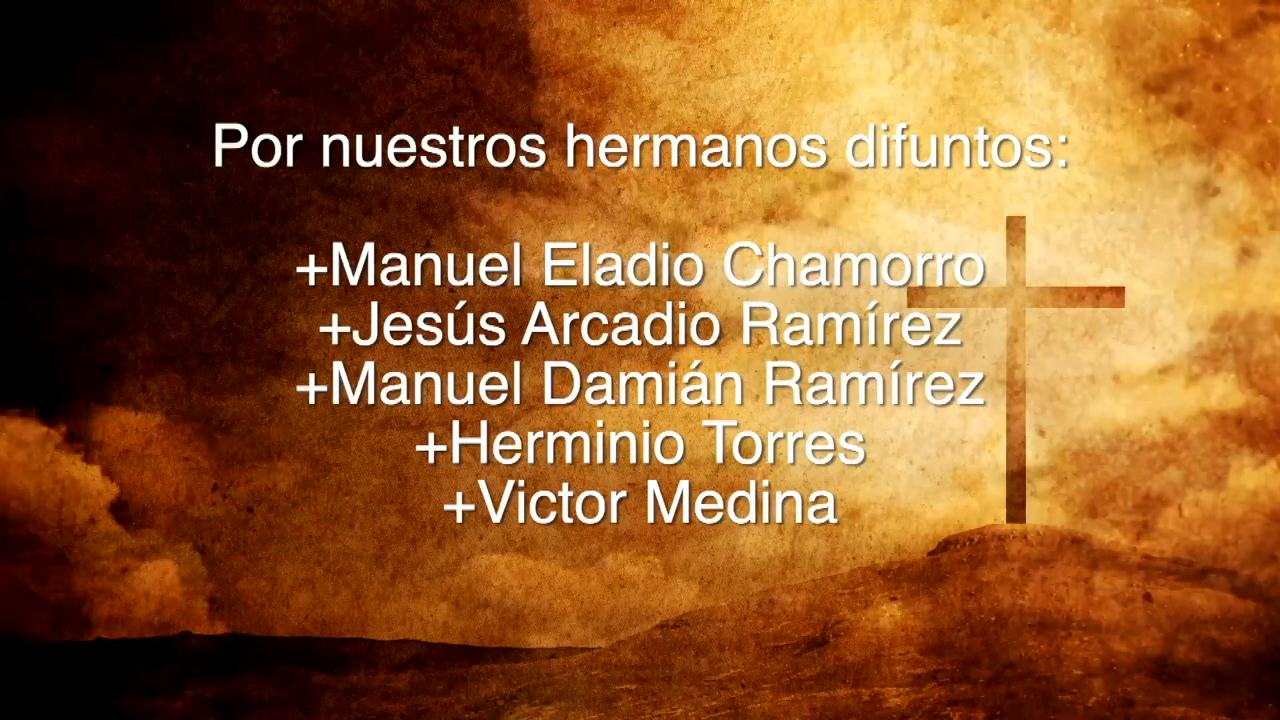 Por nuestros hermanos difuntos:
+Manuel Eladio Chamorro
+Jesús Arcadio Ramírez
+Manuel Damián Ramírez
+Herminio Torres
+Victor Medina